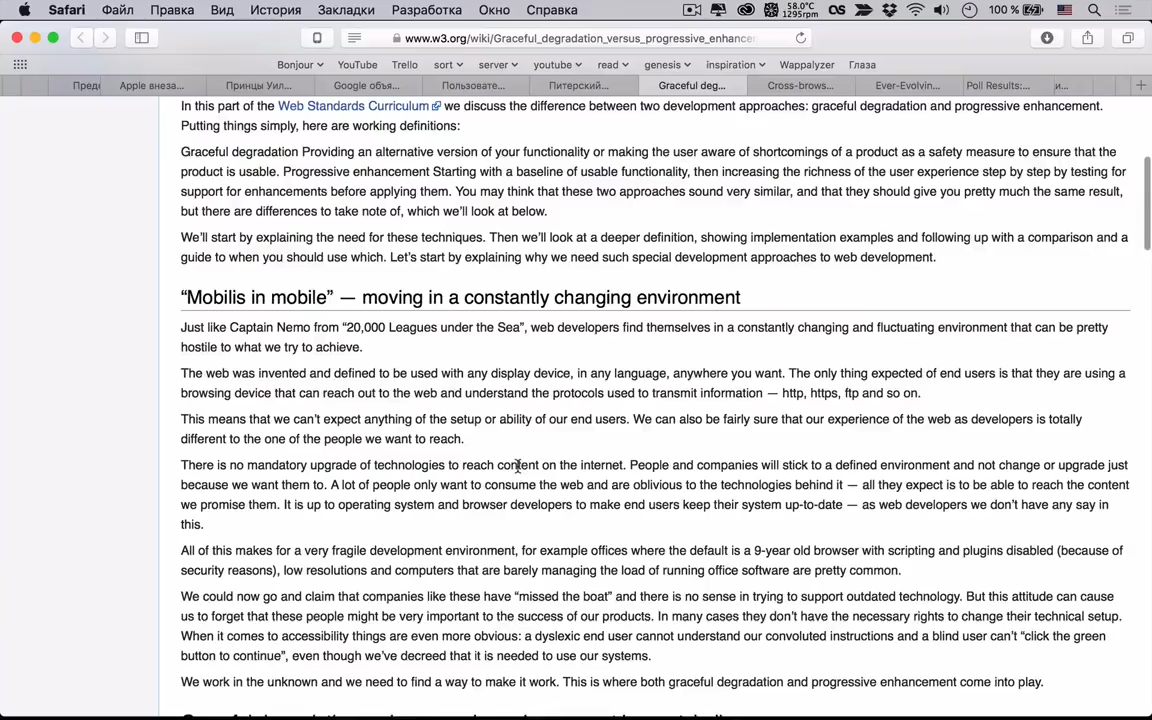 Safari Файл Правка Вид История Закладки Разработка Окно Справка 58.0°C 1295rpm 100 %
www.w3.org/wiki/Graceful_degradation_versus_progressive_enhancer
Bonjour YouTube Trello sort server youtube read genesis inspiration Wappalyzer Глаза
Предс Apple внеза... Принцы Уил... Google объя... Пользовате... Питерский... Graceful deg... Cross-brows... Ever-Evolvin... Poll Results:... и...
In this part of the Web Standards Curriculum we discuss the difference between two development approaches: graceful degradation and progressive enhancement.
Putting things simply, here are working definitions:
Graceful degradation Providing an alternative version of your functionality or making the user aware of shortcomings of a product as a safety measure to ensure that the
product is usable. Progressive enhancement Starting with a baseline of usable functionality, then increasing the richness of the user experience step by step by testing for
support for enhancements before applying them. You may think that these two approaches sound very similar, and that they should give you pretty much the same result,
but there are differences to take note of, which we’ll look at below.
We’ll start by explaining the need for these techniques. Then we’ll look at a deeper definition, showing implementation examples and following up with a comparison and a
guide to when you should use which. Let’s start by explaining why we need such special development approaches to web development.
“Mobilis in mobile” — moving in a constantly changing environment
Just like Captain Nemo from “20,000 Leagues under the Sea”, web developers find themselves in a constantly changing and fluctuating environment that can be pretty
hostile to what we try to achieve.
The web was invented and defined to be used with any display device, in any language, anywhere you want. The only thing expected of end users is that they are using a
browsing device that can reach out to the web and understand the protocols used to transmit information — http, https, ftp and so on.
This means that we can’t expect anything of the setup or ability of our end users. We can also be fairly sure that our experience of the web as developers is totally
different to the one of the people we want to reach.
There is no mandatory upgrade of technologies to reach content on the internet. People and companies will stick to a defined environment and not change or upgrade just
because we want them to. A lot of people only want to consume the web and are oblivious to the technologies behind it — all they expect is to be able to reach the content
we promise them. It is up to operating system and browser developers to make end users keep their system up-to-date — as web developers we don’t have any say in
this.
All of this makes for a very fragile development environment, for example offices where the default is a 9-year old browser with scripting and plugins disabled (because of
security reasons), low resolutions and computers that are barely managing the load of running office software are pretty common.
We could now go and claim that companies like these have “missed the boat” and there is no sense in trying to support outdated technology. But this attitude can cause
us to forget that these people might be very important to the success of our products. In many cases they don’t have the necessary rights to change their technical setup.
When it comes to accessibility things are even more obvious: a dyslexic end user cannot understand our convoluted instructions and a blind user can’t “click the green
button to continue”, even though we’ve decreed that it is needed to use our systems.
We work in the unknown and we need to find a way to make it work. This is where both graceful degradation and progressive enhancement come into play.